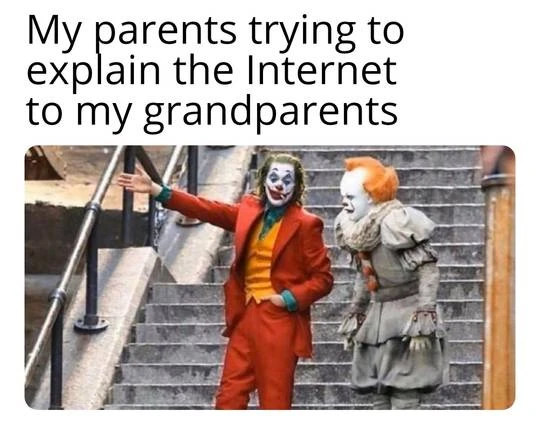 My parents trying to
explain the Internet
to my grandparents